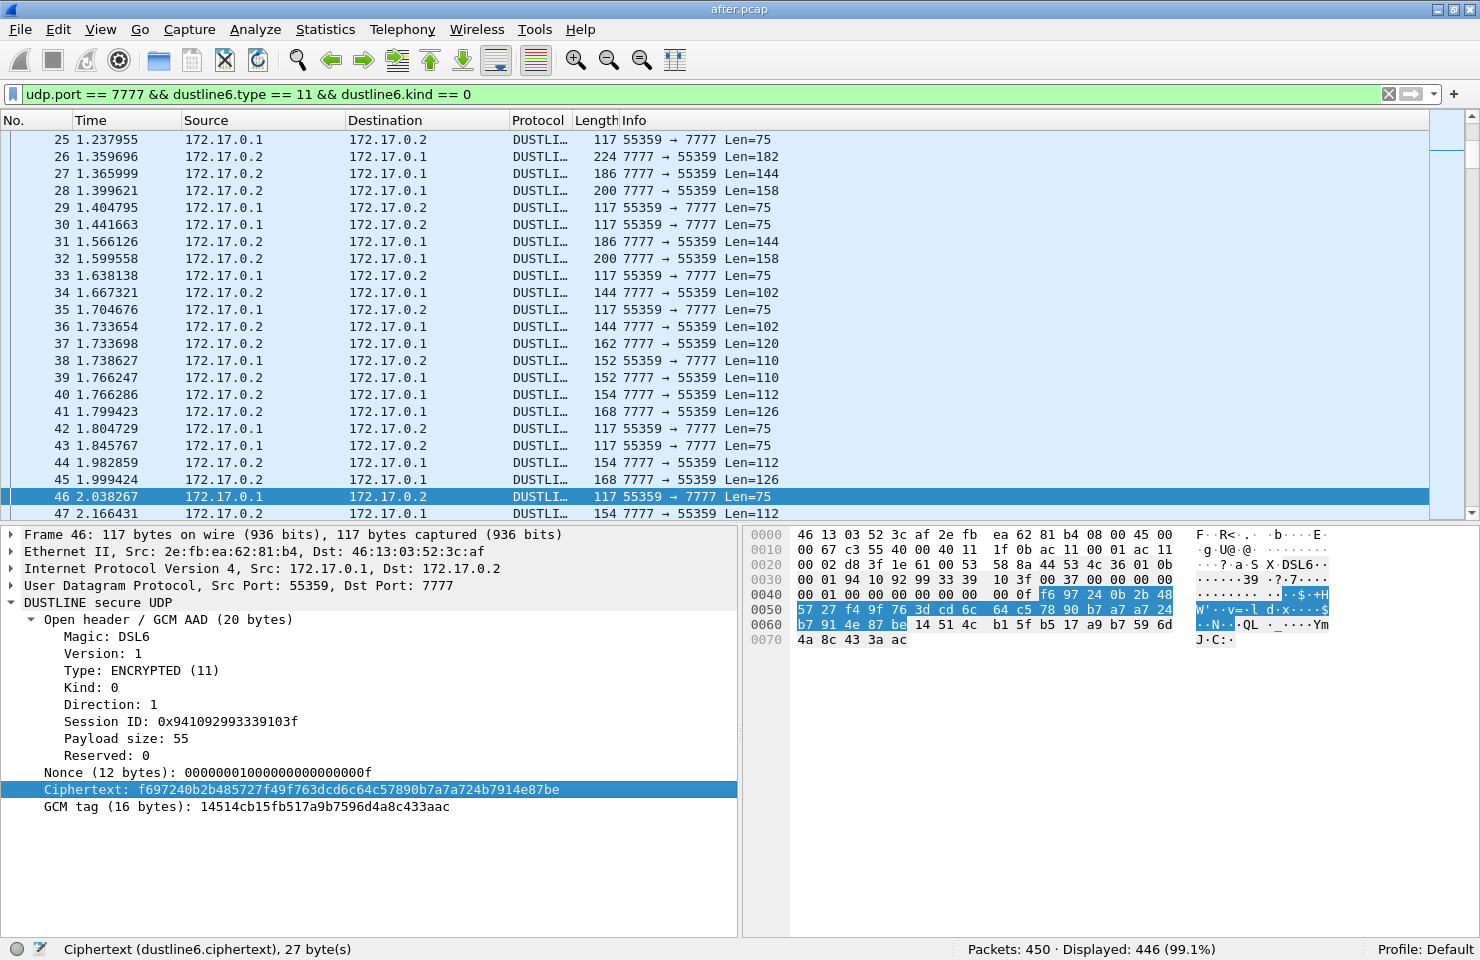 after.pcap
File Edit View Go Capture Analyze Statistics Telephony Wireless Tools Help
udp.port == 7777 && dustline6.type == 11 && dustline6.kind == 0
No. Time Source Destination Protocol Length Info
25 1.237955 172.17.0.1 172.17.0.2 DUSTLI… 117 55359 → 7777 Len=75
26 1.359696 172.17.0.2 172.17.0.1 DUSTLI… 224 7777 → 55359 Len=182
27 1.365999 172.17.0.2 172.17.0.1 DUSTLI… 186 7777 → 55359 Len=144
28 1.399621 172.17.0.2 172.17.0.1 DUSTLI… 200 7777 → 55359 Len=158
29 1.404795 172.17.0.1 172.17.0.2 DUSTLI… 117 55359 → 7777 Len=75
30 1.441663 172.17.0.1 172.17.0.2 DUSTLI… 117 55359 → 7777 Len=75
31 1.566126 172.17.0.2 172.17.0.1 DUSTLI… 186 7777 → 55359 Len=144
32 1.599558 172.17.0.2 172.17.0.1 DUSTLI… 200 7777 → 55359 Len=158
33 1.638138 172.17.0.1 172.17.0.2 DUSTLI… 117 55359 → 7777 Len=75
34 1.667321 172.17.0.2 172.17.0.1 DUSTLI… 144 7777 → 55359 Len=102
35 1.704676 172.17.0.1 172.17.0.2 DUSTLI… 117 55359 → 7777 Len=75
36 1.733654 172.17.0.2 172.17.0.1 DUSTLI… 144 7777 → 55359 Len=102
37 1.733698 172.17.0.2 172.17.0.1 DUSTLI… 162 7777 → 55359 Len=120
38 1.738627 172.17.0.1 172.17.0.2 DUSTLI… 152 55359 → 7777 Len=110
39 1.766247 172.17.0.2 172.17.0.1 DUSTLI… 152 7777 → 55359 Len=110
40 1.766286 172.17.0.2 172.17.0.1 DUSTLI… 154 7777 → 55359 Len=112
41 1.799423 172.17.0.2 172.17.0.1 DUSTLI… 168 7777 → 55359 Len=126
42 1.804729 172.17.0.1 172.17.0.2 DUSTLI… 117 55359 → 7777 Len=75
43 1.845767 172.17.0.1 172.17.0.2 DUSTLI… 117 55359 → 7777 Len=75
44 1.982859 172.17.0.2 172.17.0.1 DUSTLI… 154 7777 → 55359 Len=112
45 1.999424 172.17.0.2 172.17.0.1 DUSTLI… 168 7777 → 55359 Len=126
46 2.038267 172.17.0.1 172.17.0.2 DUSTLI… 117 55359 → 7777 Len=75
47 2.166431 172.17.0.2 172.17.0.1 DUSTLI… 154 7777 → 55359 Len=112
Frame 46: 117 bytes on wire (936 bits), 117 bytes captured (936 bits)
Ethernet II, Src: 2e:fb:ea:62:81:b4, Dst: 46:13:03:52:3c:af
Internet Protocol Version 4, Src: 172.17.0.1, Dst: 172.17.0.2
User Datagram Protocol, Src Port: 55359, Dst Port: 7777
DUSTLINE secure UDP
Open header / GCM AAD (20 bytes)
Magic: DSL6
Version: 1
Type: ENCRYPTED (11)
Kind: 0
Direction: 1
Session ID: 0x941092993339103f
Payload size: 55
Reserved: 0
Nonce (12 bytes): 00000001000000000000000f
Ciphertext: f697240b2b485727f49f763dcd6c64c57890b7a7a724b7914e87be
GCM tag (16 bytes): 14514cb15fb517a9b7596d4a8c433aac
0000 46 13 03 52 3c af 2e fb ea 62 81 b4 08 00 45 00 F··R<·.· ·b····E·
0010 00 67 c3 55 40 00 40 11 1f 0b ac 11 00 01 ac 11 ·g·U@·@· ········
0020 00 02 d8 3f 1e 61 00 53 58 8a 44 53 4c 36 01 0b ···?·a·S X·DSL6··
0030 00 01 94 10 92 99 33 39 10 3f 00 37 00 00 00 00 ······39 ·?·7····
0040 00 01 00 00 00 00 00 00 00 0f f6 97 24 0b 2b 48 ········ ····$·+H
0050 57 27 f4 9f 76 3d cd 6c 64 c5 78 90 b7 a7 a7 24 W'··v=·l d·x····$
0060 b7 91 4e 87 be 14 51 4c b1 5f b5 17 a9 b7 59 6d ··N···QL ·_····Ym
0070 4a 8c 43 3a ac J·C:·
Ciphertext (dustline6.ciphertext), 27 byte(s)
Packets: 450 · Displayed: 446 (99.1%)
Profile: Default